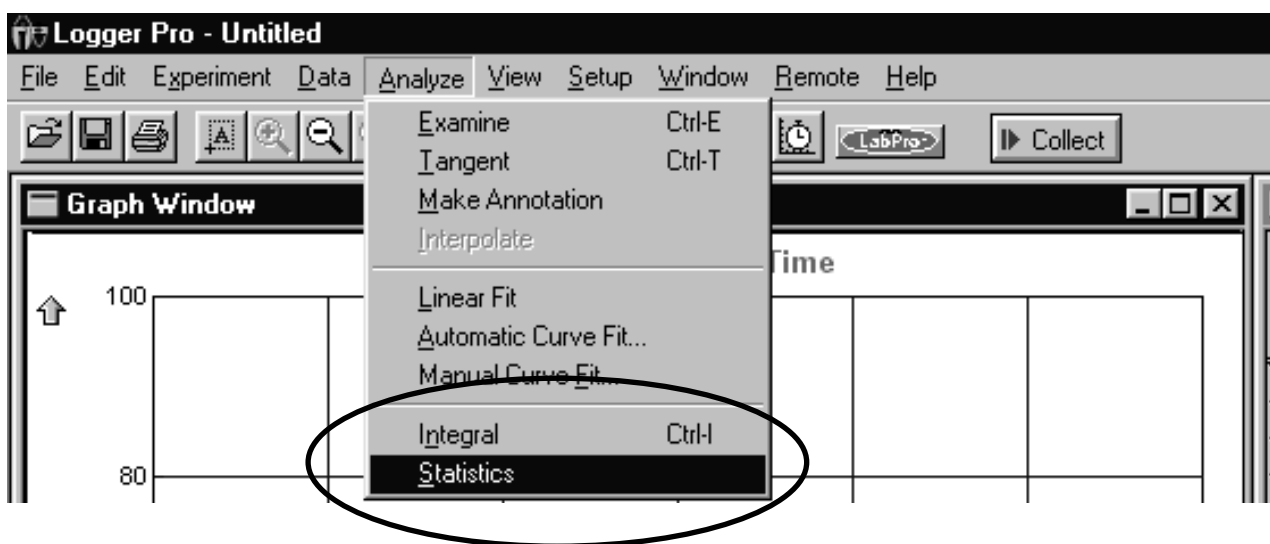 Logger Pro - Untitled
File Edit Experiment Data Analyze View Setup Window Remote Help
LabPro Collect
Examine Ctrl-E
Tangent Ctrl-T
Make Annotation
Interpolate
Graph Window
Time
100
Linear Fit
Automatic Curve Fit...
Manual Curve Fit...
Integral Ctrl-I
Statistics
80